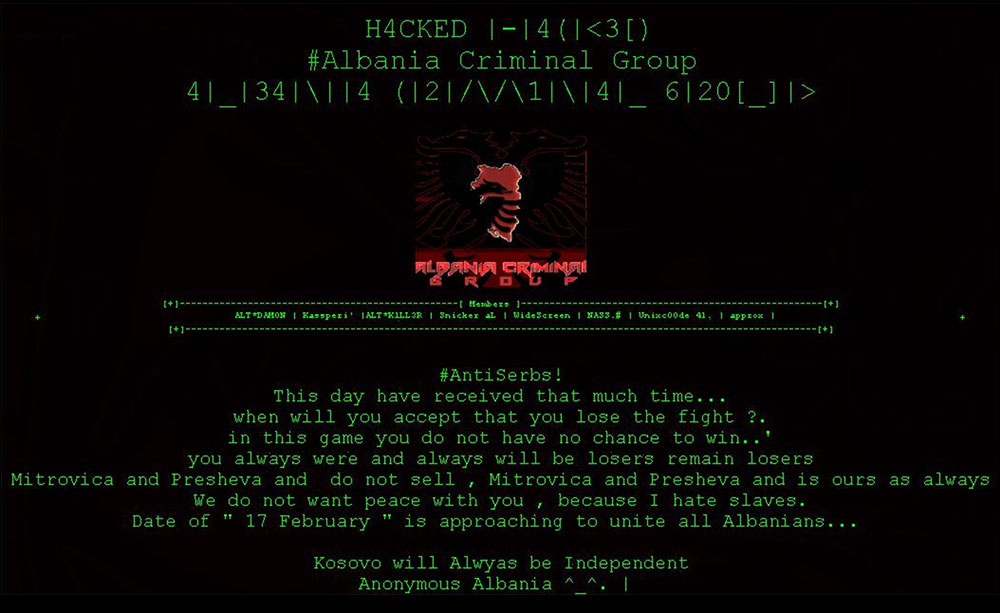 H4CKED |-|4(|<3[)
#Albania Criminal Group
4|_|34|\||4 (|2|/\/\1|\|4|_ 6|20[_]|>
ALBANIA CRIMINAL
GROUP
[+]-----------------------------------------------[ Members ]---------------------------------------------------[+]
ALT*DAMON | Kassperi' |ALT*K1LL3R | Snicker aL | WideScreen | NASS.# | Unixc00de 41. | approx |
[+]-------------------------------------------------------------------------------------------------------------[+]
+ +
#AntiSerbs!
This day have received that much time...
when will you accept that you lose the fight ?.
in this game you do not have no chance to win..'
you always were and always will be losers remain losers
Mitrovica and Presheva and do not sell , Mitrovica and Presheva and is ours as always
We do not want peace with you , because I hate slaves.
Date of " 17 February " is approaching to unite all Albanians...
Kosovo will Alwyas be Independent
Anonymous Albania ^_^. |